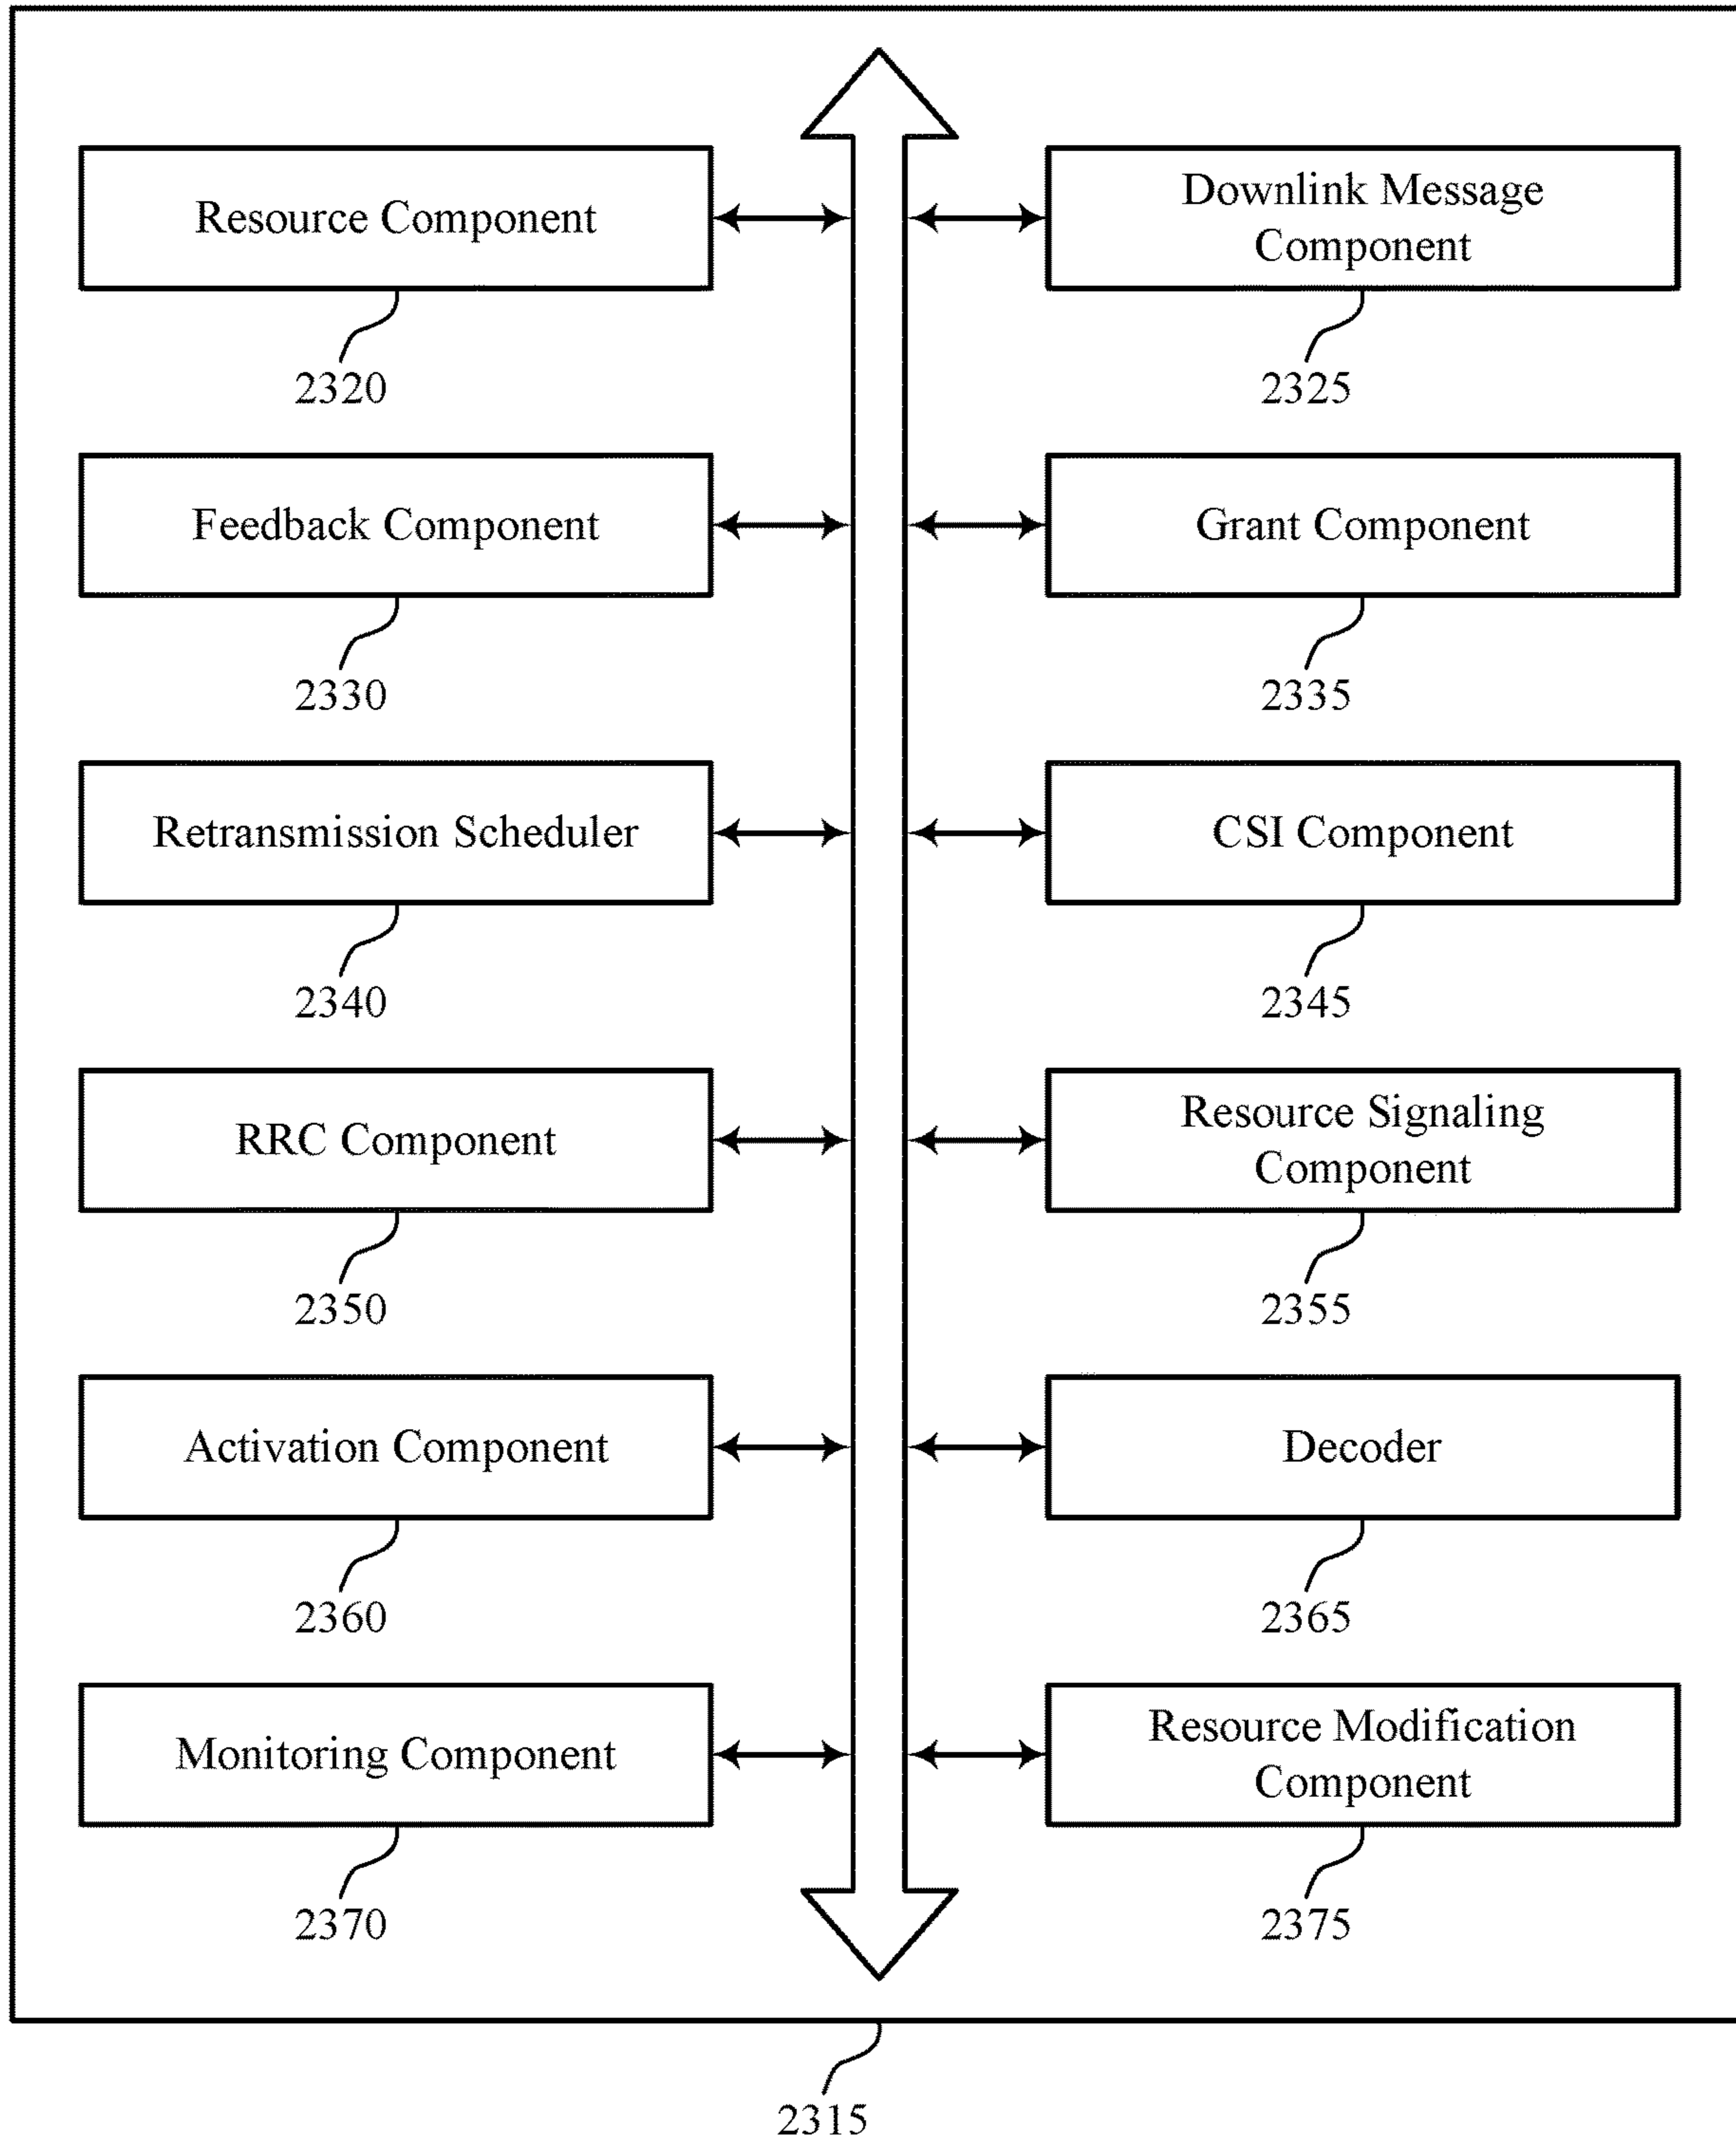 Resource Component
Downlink Message
Component
2320
2325
Feedback Component
Grant Component
2330
2335
Retransmission Scheduler
CSI Component
2340
2345
RRC Component
Resource Signaling
Component
2350
2355
Activation Component
Decoder
2360
2365
Monitoring Component
Resource Modification
Component
2370
2375
2315